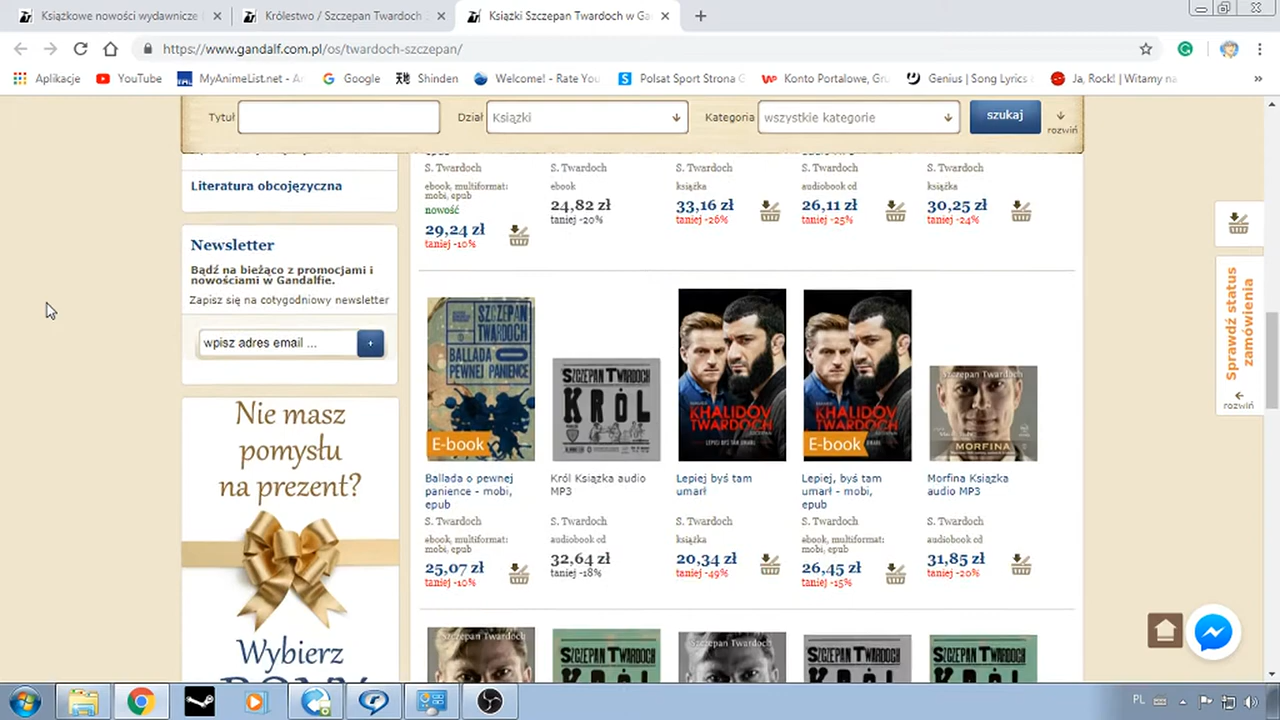 Książkowe nowości wydawnicze
Królestwo / Szczepan Twardoch
Książki Szczepan Twardoch w Ga
https://www.gandalf.com.pl/os/twardoch-szczepan/
Aplikacje YouTube MyAnimeList.net - A Google Shinden Welcome! - Rate Yo Polsat Sport Strona G Konto Portalowe, Gru Genius | Song Lyrics Ja, Rock! | Witamy na
Tytuł Dział Książki Kategoria wszystkie kategorie szukaj
rozwiń
Literatura obcojęzyczna
Newsletter
Bądź na bieżąco z promocjami i
nowościami w Gandalfie.
Zapisz się na cotygodniowy newsletter
wpisz adres email ... +
Nie masz
pomysłu
na prezent?
Wybierz
S. Twardoch
ebook, multiformat:
mobi, epub
nowość
29,24 zł
taniej -10%
S. Twardoch
ebook
24,82 zł
taniej -20%
S. Twardoch
książka
33,16 zł
taniej -26%
S. Twardoch
audiobook cd
26,11 zł
taniej -25%
S. Twardoch
książka
30,25 zł
taniej -24%
SZCZEPAN
TWARDOCH
BALLADA O
PEWNEJ
PANIENCE
E-book
Ballada o pewnej
panience - mobi,
epub
S. Twardoch
ebook, multiformat:
mobi, epub
25,07 zł
taniej -10%
SZCZEPAN TWARDOCH
KRÓL
Król Książka audio
MP3
S. Twardoch
audiobook cd
32,64 zł
taniej -18%
KHALIDOV
TWARDOCH
LEPIEJ BYŚ TAM UMARŁ
Lepiej byś tam
umarł
S. Twardoch
książka
20,34 zł
taniej -49%
KHALIDOV
TWARDOCH
E-book
Lepiej, byś tam
umarł - mobi,
epub
S. Twardoch
ebook, multiformat:
mobi, epub
26,45 zł
taniej -15%
Szczepan Twardoch
MORFINA
Morfina Książka
audio MP3
S. Twardoch
audiobook cd
31,85 zł
taniej -20%
Szczepan Twardoch
SZCZEPAN TWARDOCH
Szczepan Twardoch
SZCZEPAN TWARDOCH
SZCZEPAN TWARDOCH
Sprawdź status
zamówienia
rozwiń
PL